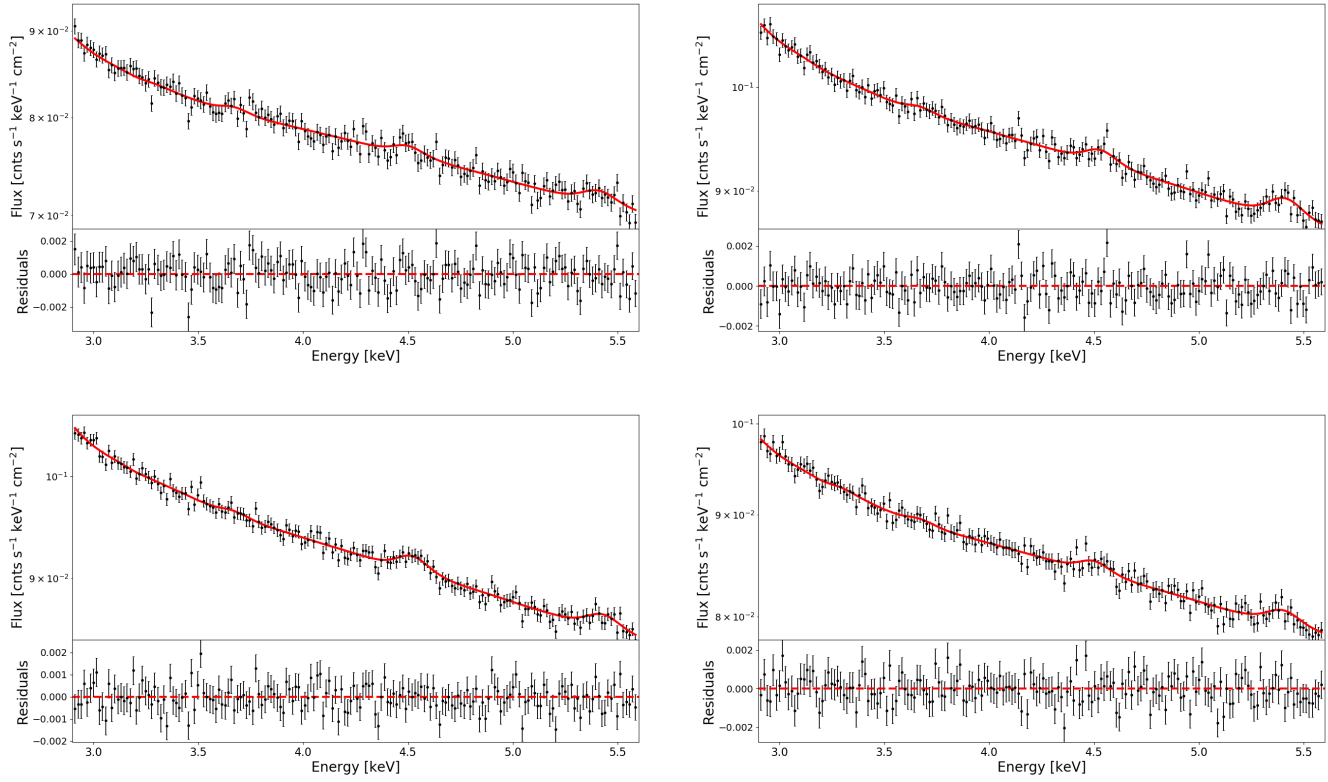 9 × 10⁻²
8 × 10⁻²
7 × 10⁻²
Flux [cnts s⁻¹ keV⁻¹ cm⁻²]
0.002
0.000
−0.002
Residuals
3.0 3.5 4.0 4.5 5.0 5.5
Energy [keV]
10⁻¹
9 × 10⁻²
Flux [cnts s⁻¹ keV⁻¹ cm⁻²]
0.002
0.000
−0.002
Residuals
3.0 3.5 4.0 4.5 5.0 5.5
Energy [keV]
10⁻¹
9 × 10⁻²
Flux [cnts s⁻¹ keV⁻¹ cm⁻²]
0.002
0.001
0.000
−0.001
−0.002
Residuals
3.0 3.5 4.0 4.5 5.0 5.5
Energy [keV]
10⁻¹
9 × 10⁻²
8 × 10⁻²
Flux [cnts s⁻¹ keV⁻¹ cm⁻²]
0.002
0.000
−0.002
Residuals
3.0 3.5 4.0 4.5 5.0 5.5
Energy [keV]